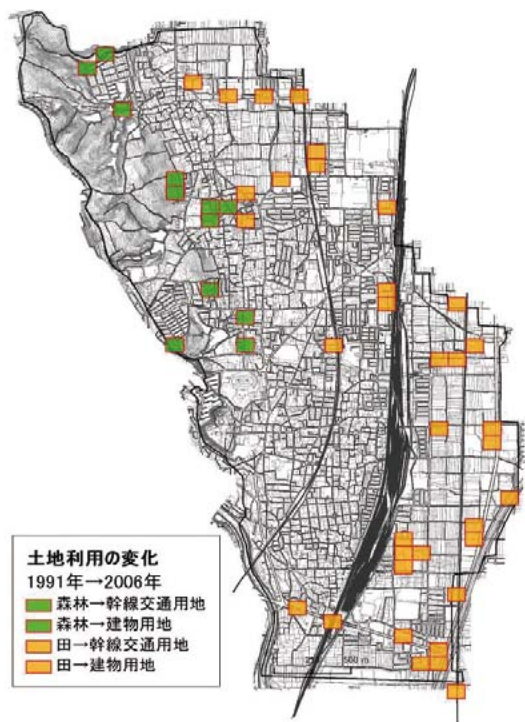 土地利用の変化
1991年→2006年
森林→幹線交通用地
森林→建物用地
田→幹線交通用地
田→建物用地
500 m